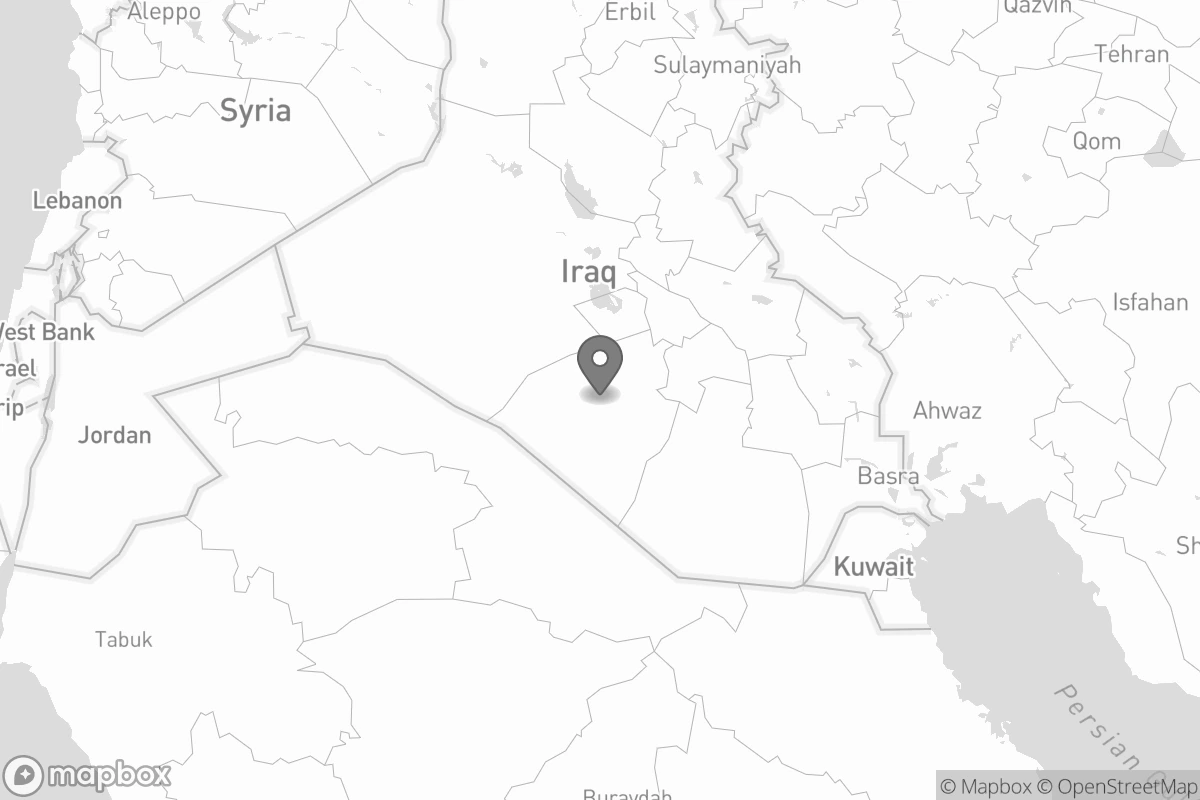 Aleppo
Erbil
Qazvin
Tehran
Sulaymaniyah
Syria
Qom
Lebanon
Iraq
Isfahan
West Bank
rael
rip
Ahwaz
Jordan
Basra
Sh
Kuwait
Tabuk
Persian
mapbox
Buraydah
© Mapbox © OpenStreetMap